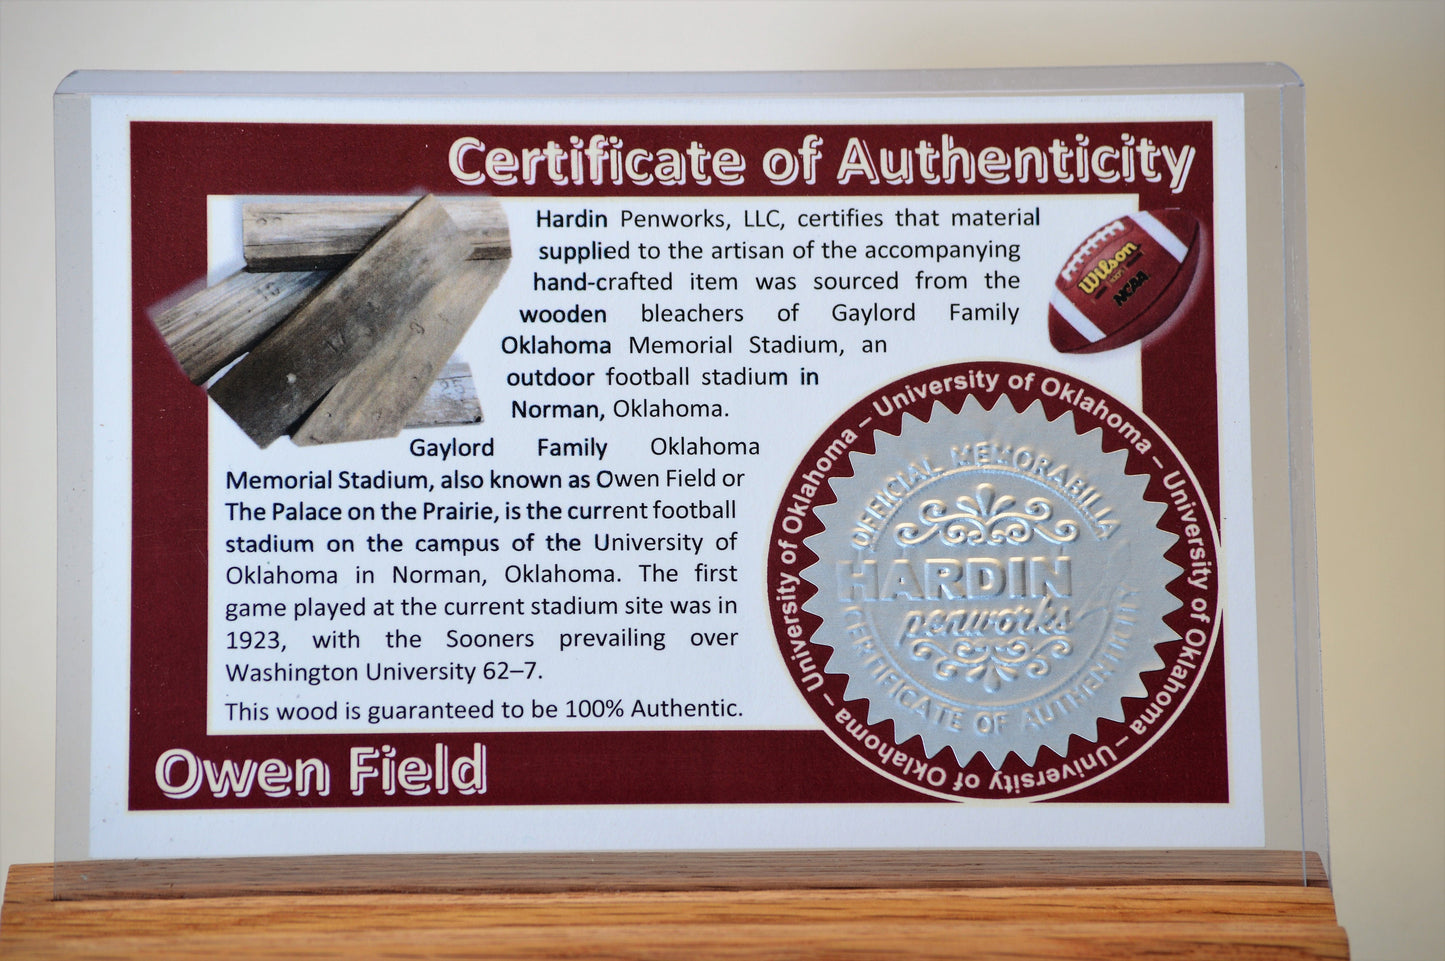 Certificate of Authenticity
Hardin Penworks, LLC, certifies that material
supplied to the artisan of the accompanying
hand-crafted item was sourced from the
wooden bleachers of Gaylord Family
Oklahoma Memorial Stadium, an
outdoor football stadium in
Norman, Oklahoma.
Gaylord Family Oklahoma
Memorial Stadium, also known as Owen Field or
The Palace on the Prairie, is the current football
stadium on the campus of the University of
Oklahoma in Norman, Oklahoma. The first
game played at the current stadium site was in
1923, with the Sooners prevailing over
Washington University 62–7.
This wood is guaranteed to be 100% Authentic.
Owen Field
Wilson
NCAA
25
University of Oklahoma – University of Oklahoma – University of Oklahoma – University of Oklahoma – University of Oklahoma –
OFFICIAL MEMORABILIA
HARDIN
penworks
CERTIFICATE OF AUTHENTICITY